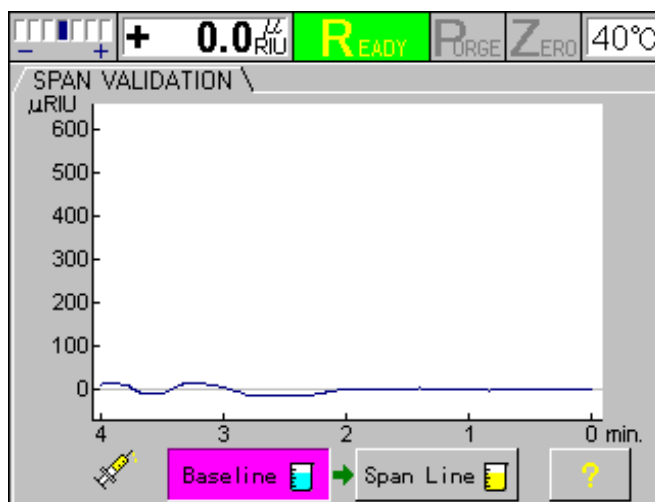 − + + 0.0 μ RIU READY PURGE ZERO 40°C
SPAN VALIDATION
μRIU
600
500
400
300
200
100
0
4 3 2 1 0 min.
Baseline Span Line ?